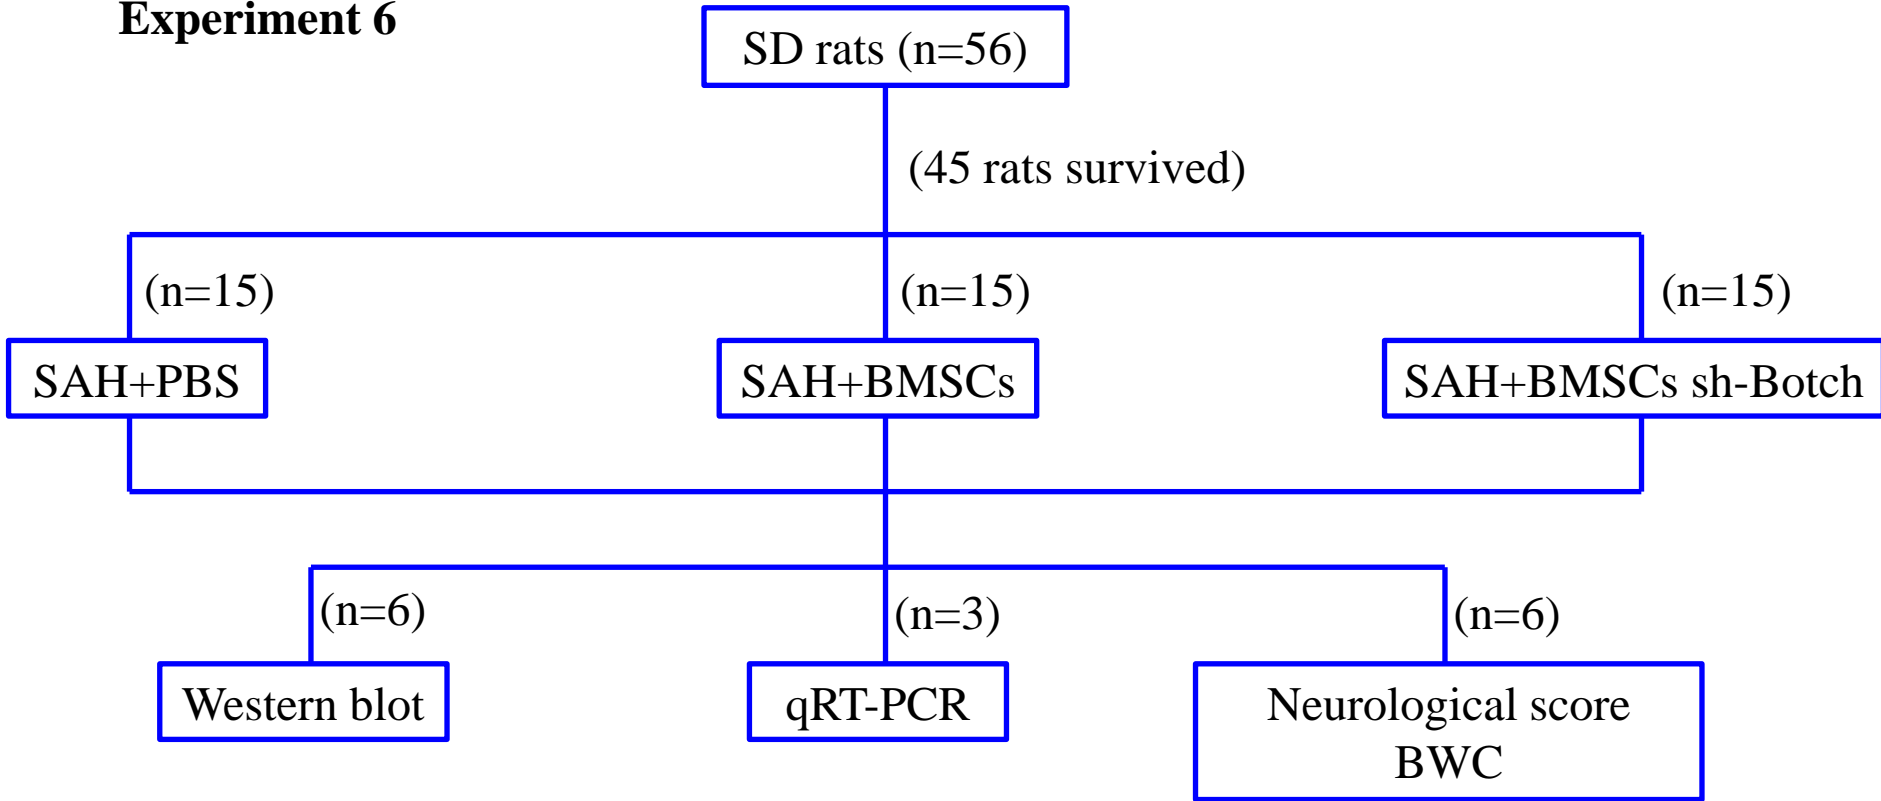 Experiment 6
SD rats (n=56)
(45 rats survived)
(n=15)
(n=15)
(n=15)
SAH+PBS
SAH+BMSCs
SAH+BMSCs sh-Botch
(n=6)
(n=3)
(n=6)
Western blot
qRT-PCR
Neurological score
BWC